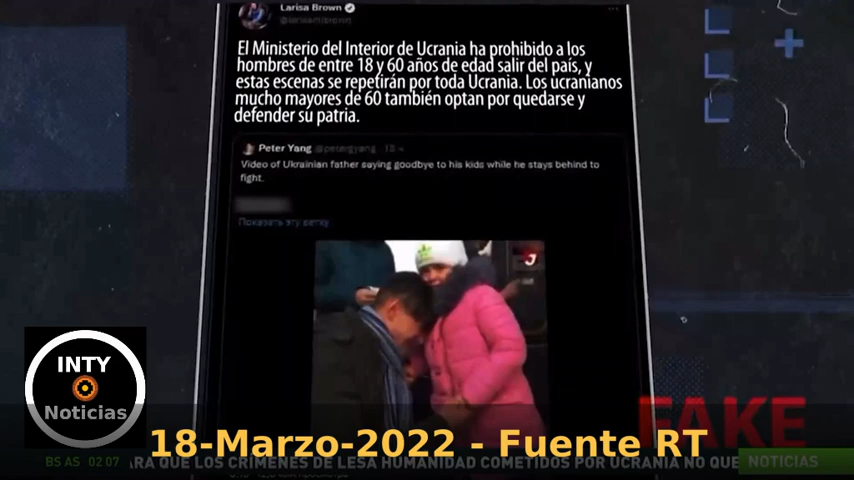 Larisa Brown
@larisamlbrown
El Ministerio del Interior de Ucrania ha prohibido a los
hombres de entre 18 y 60 años de edad salir del país, y
estas escenas se repetirán por toda Ucrania. Los ucranianos
mucho mayores de 60 también optan por quedarse y
defender su patria.
Peter Yang @petergyang
Video of Ukrainian father saying goodbye to his kids while he stays behind to
fight.
Показать эту ветку
INTY
Noticias
FAKE
18-Marzo-2022 - Fuente RT
BS AS 02 07
ARA QUE LOS CRÍMENES DE LESA HUMANIDAD COMETIDOS POR UCRANIA NO QUE
NOTICIAS